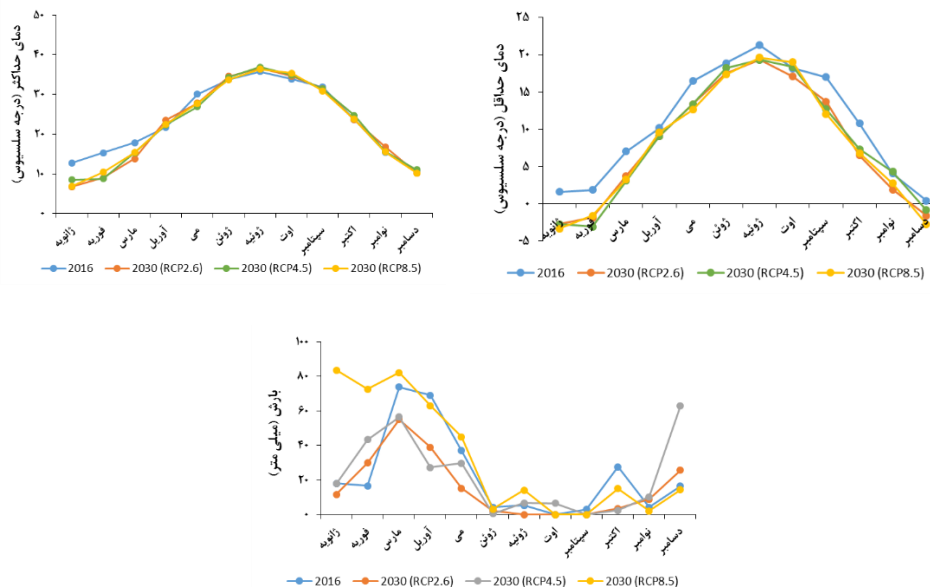 دمای حداکثر (درجه سلسیوس)
۵۰
۴۰
۳۰
۲۰
۱۰
۰
ژانویه فوریه مارس آوریل می ژوئن ژوئیه اوت سپتامبر اکتبر نوامبر دسامبر
2016 2030 (RCP2.6) 2030 (RCP4.5) 2030 (RCP8.5)
دمای حداقل (درجه سلسیوس)
۲۵
۲۰
۱۵
۱۰
۵
۰
-۵
ژانویه فوریه مارس آوریل می ژوئن ژوئیه اوت سپتامبر اکتبر نوامبر دسامبر
2016 2030 (RCP2.6) 2030 (RCP4.5) 2030 (RCP8.5)
بارش (میلی متر)
۱۰۰
۸۰
۶۰
۴۰
۲۰
۰
ژانویه فوریه مارس آوریل می ژوئن ژوئیه اوت سپتامبر اکتبر نوامبر دسامبر
2016 2030 (RCP2.6) 2030 (RCP4.5) 2030 (RCP8.5)